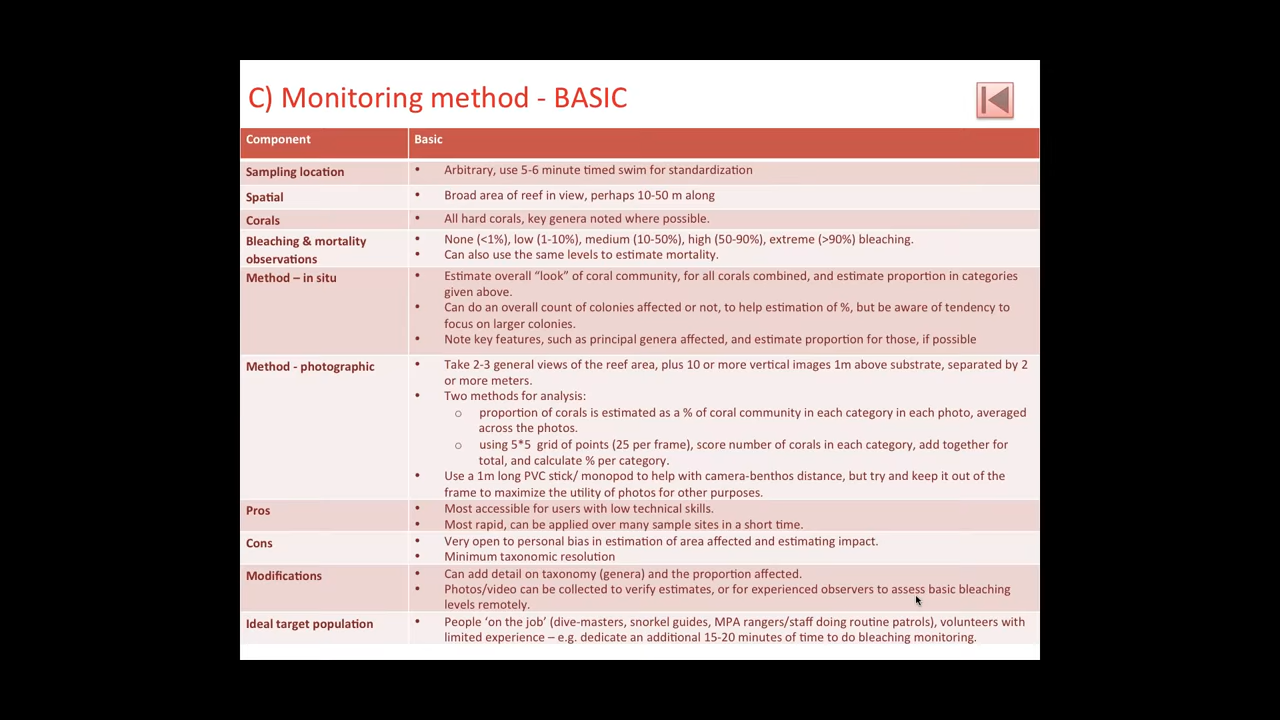 C) Monitoring method - BASIC
Component
Basic
Sampling location
• Arbitrary, use 5-6 minute timed swim for standardization
Spatial
• Broad area of reef in view, perhaps 10-50 m along
Corals
• All hard corals, key genera noted where possible.
Bleaching & mortality
observations
• None (<1%), low (1-10%), medium (10-50%), high (50-90%), extreme (>90%) bleaching.
• Can also use the same levels to estimate mortality.
Method – in situ
• Estimate overall “look” of coral community, for all corals combined, and estimate proportion in categories
given above.
• Can do an overall count of colonies affected or not, to help estimation of %, but be aware of tendency to
focus on larger colonies.
• Note key features, such as principal genera affected, and estimate proportion for those, if possible
Method - photographic
• Take 2-3 general views of the reef area, plus 10 or more vertical images 1m above substrate, separated by 2
or more meters.
• Two methods for analysis:
o proportion of corals is estimated as a % of coral community in each category in each photo, averaged
across the photos.
o using 5*5 grid of points (25 per frame), score number of corals in each category, add together for
total, and calculate % per category.
• Use a 1m long PVC stick/ monopod to help with camera-benthos distance, but try and keep it out of the
frame to maximize the utility of photos for other purposes.
Pros
• Most accessible for users with low technical skills.
• Most rapid, can be applied over many sample sites in a short time.
Cons
• Very open to personal bias in estimation of area affected and estimating impact.
• Minimum taxonomic resolution
Modifications
• Can add detail on taxonomy (genera) and the proportion affected.
• Photos/video can be collected to verify estimates, or for experienced observers to assess basic bleaching
levels remotely.
Ideal target population
• People ‘on the job’ (dive-masters, snorkel guides, MPA rangers/staff doing routine patrols), volunteers with
limited experience – e.g. dedicate an additional 15-20 minutes of time to do bleaching monitoring.